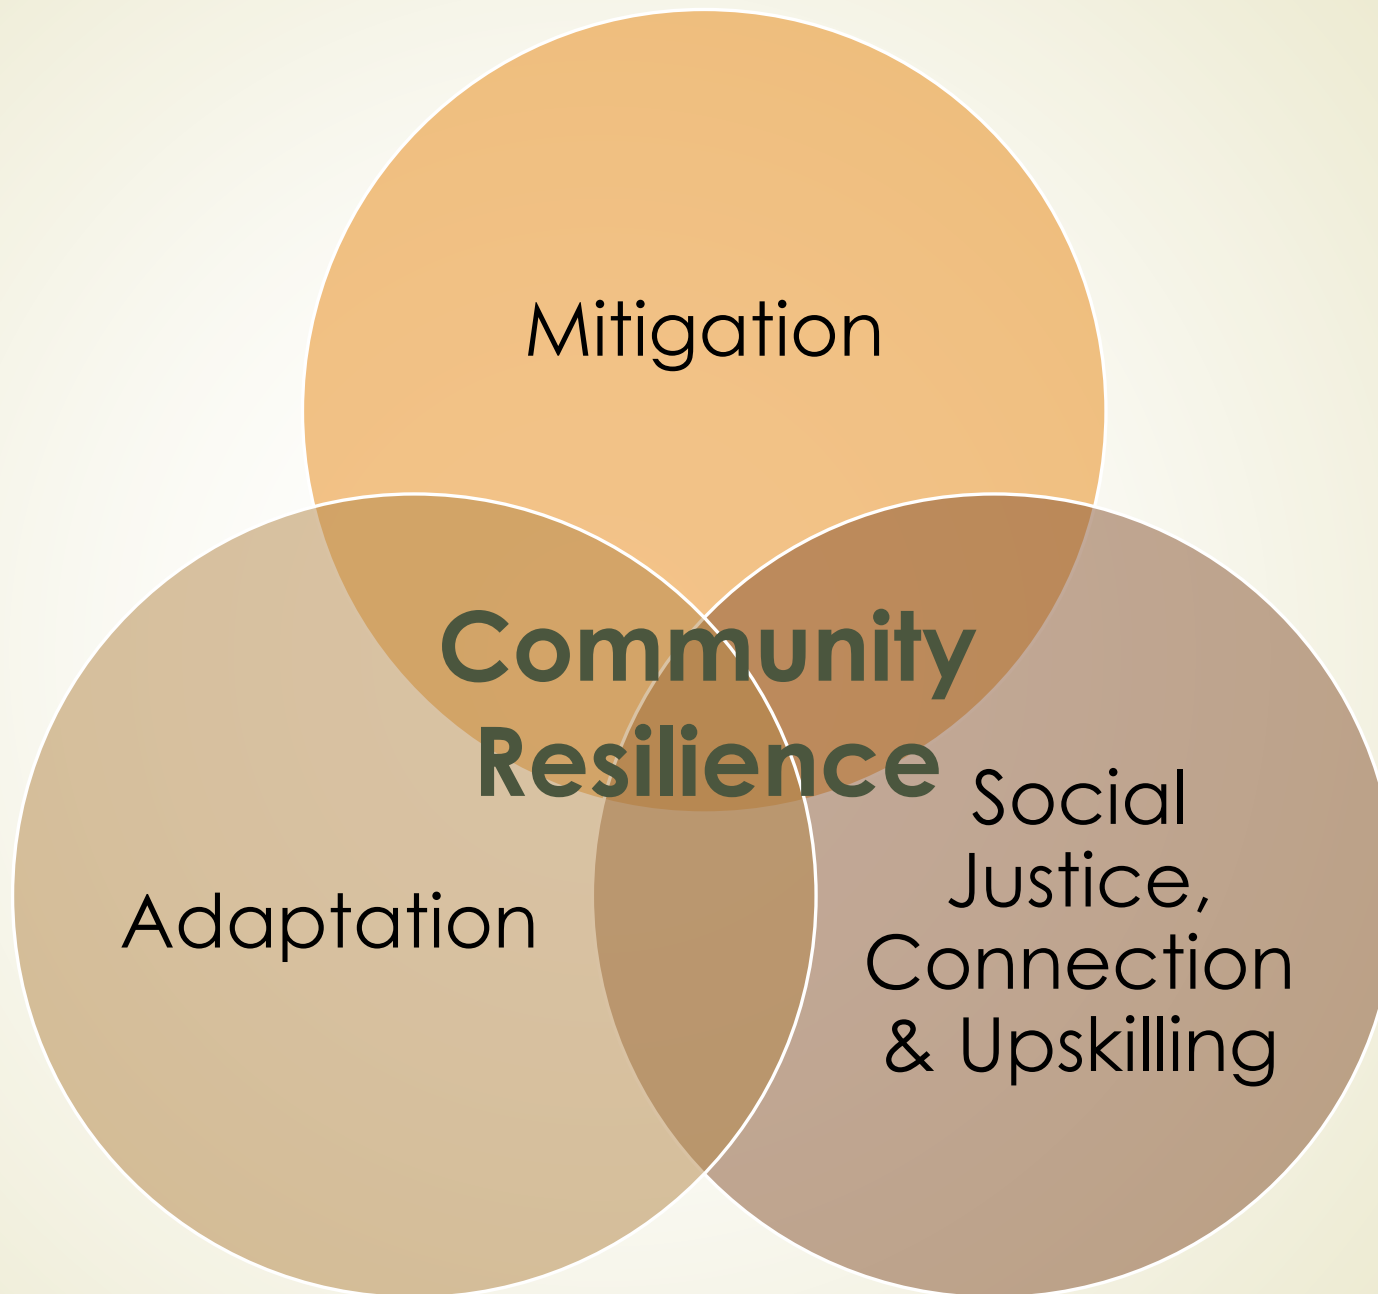 Mitigation
Community
Resilience
Adaptation
Social
Justice,
Connection
& Upskilling